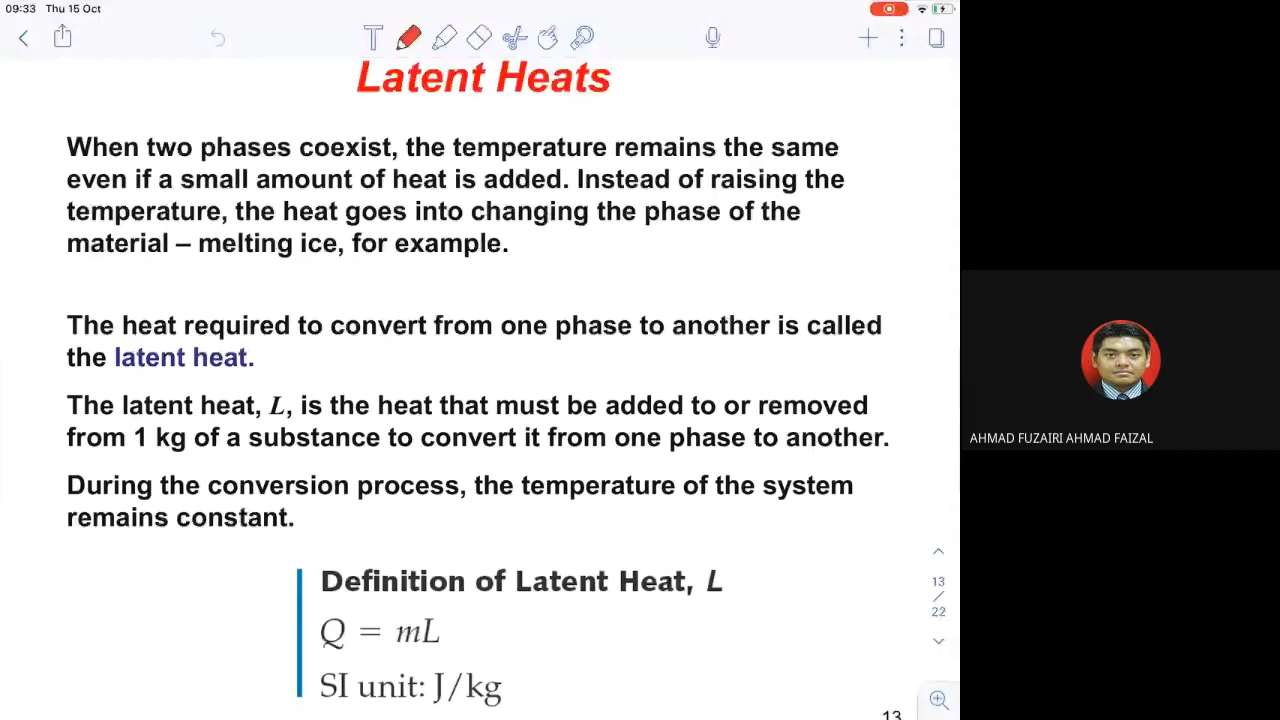 09:33 Thu 15 Oct
Latent Heats
When two phases coexist, the temperature remains the same
even if a small amount of heat is added. Instead of raising the
temperature, the heat goes into changing the phase of the
material – melting ice, for example.
The heat required to convert from one phase to another is called
the latent heat.
The latent heat, L, is the heat that must be added to or removed
from 1 kg of a substance to convert it from one phase to another.
During the conversion process, the temperature of the system
remains constant.
Definition of Latent Heat, L
Q = mL
SI unit: J/kg
13
/
22
13
AHMAD FUZAIRI AHMAD FAIZAL